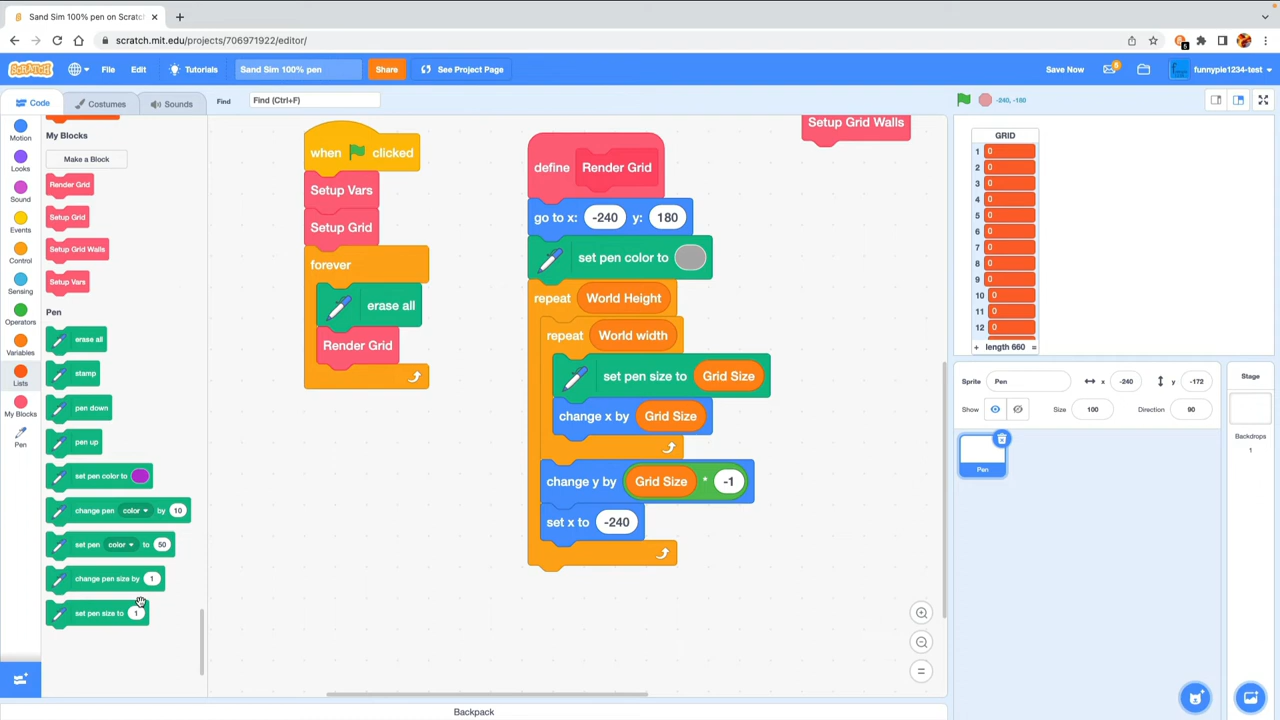 Sand Sim 100% pen on Scratch
scratch.mit.edu/projects/706971922/editor/
5
SCRATCH
File
Edit
Tutorials
Sand Sim 100% pen
Share
See Project Page
Save Now
funnypie1234-test
Code
Costumes
Sounds
Find
Find (Ctrl+F)
-240, -180
Motion
Looks
Sound
Events
Control
Sensing
Operators
Variables
Lists
My Blocks
Pen
My Blocks
Make a Block
Render Grid
Setup Grid
Setup Grid Walls
Setup Vars
Pen
erase all
stamp
pen down
pen up
set pen color to
change pen color by 10
set pen color to 50
change pen size by 1
set pen size to 1
when clicked
Setup Vars
Setup Grid
forever
erase all
Render Grid
define Render Grid
go to x: -240 y: 180
set pen color to
repeat World Height
repeat World width
set pen size to Grid Size
change x by Grid Size
change y by Grid Size * -1
set x to -240
Setup Grid Walls
GRID
1 0
2 0
3 0
4 0
5 0
6 0
7 0
8 0
9 0
10 0
11 0
12 0
+ length 660 =
Sprite Pen x -240 y -172
Show Size 100 Direction 90
Pen
Stage
Backdrops
1
Backpack